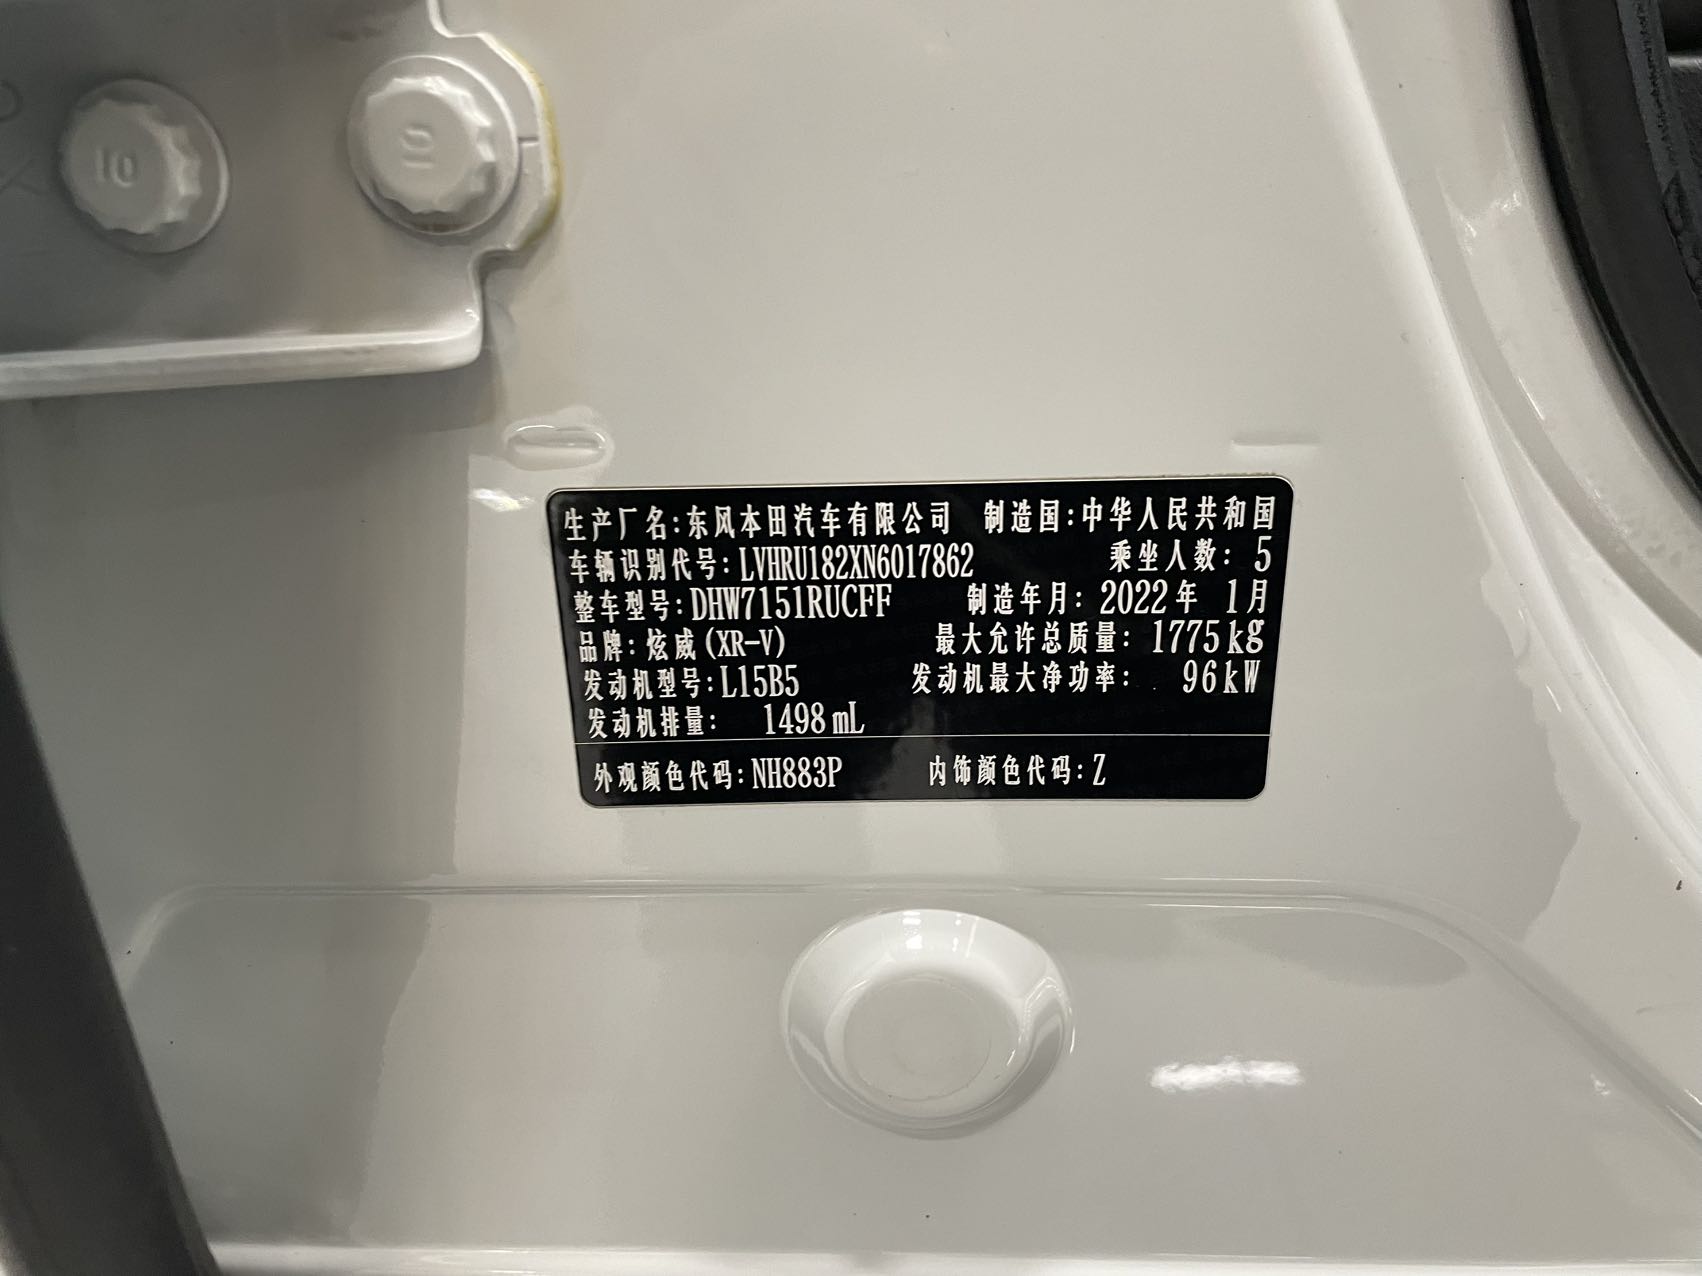 10
10
生产厂名:东风本田汽车有限公司 制造国:中华人民共和国
车辆识别代号:LVHRU182XN6017862 乘坐人数:5
整车型号:DHW7151RUCFF 制造年月:2022年 1月
品牌:炫威(XR-V) 最大允许总质量:1775kg
发动机型号:L15B5 发动机最大净功率: 96kW
发动机排量: 1498mL
外观颜色代码:NH883P 内饰颜色代码:Z